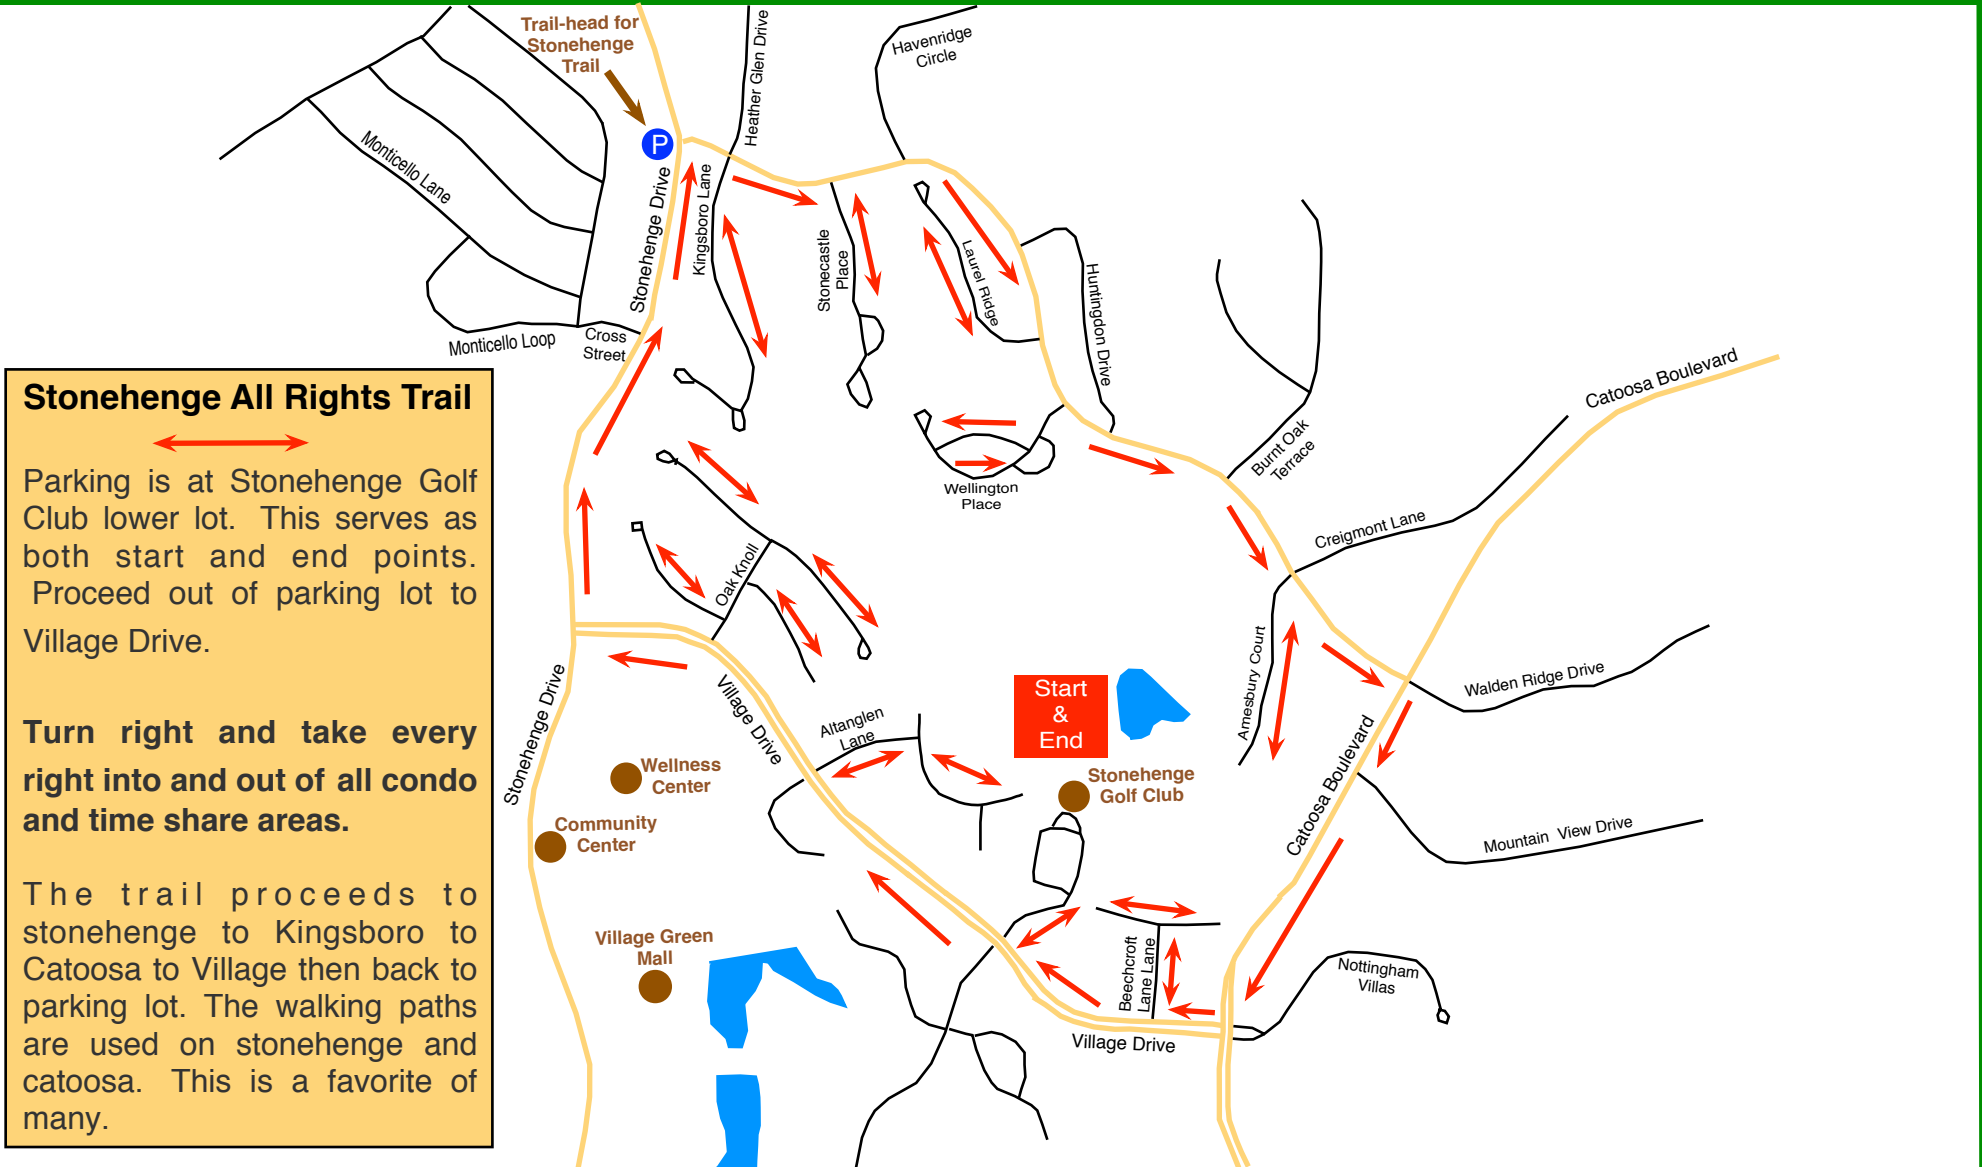 Trail-head for
Stonehenge
Trail
P
Heather Glen Drive
Havenridge
Circle
Monticello Lane
Stonehenge Drive
Kingsboro Lane
Stonecastle
Place
Laurel Ridge
Huntingdon Drive
Monticello Loop
Cross
Street
Catoosa Boulevard
Burnt Oak
Terrace
Wellington
Place
Creigmont Lane
Oak Knoll
Amesbury Court
Walden Ridge Drive
Stonehenge Drive
Village Drive
Altanglen
Lane
Start
&
End
Stonehenge
Golf Club
Wellness
Center
Community
Center
Catoosa Boulevard
Mountain View Drive
Village Green
Mall
Beechcroft
Lane Lane
Nottingham
Villas
Village Drive
Stonehenge All Rights Trail
Parking is at Stonehenge Golf
Club lower lot. This serves as
both start and end points.
Proceed out of parking lot to
Village Drive.
Turn right and take every
right into and out of all condo
and time share areas.
The trail proceeds to
stonehenge to Kingsboro to
Catoosa to Village then back to
parking lot. The walking paths
are used on stonehenge and
catoosa. This is a favorite of
many.